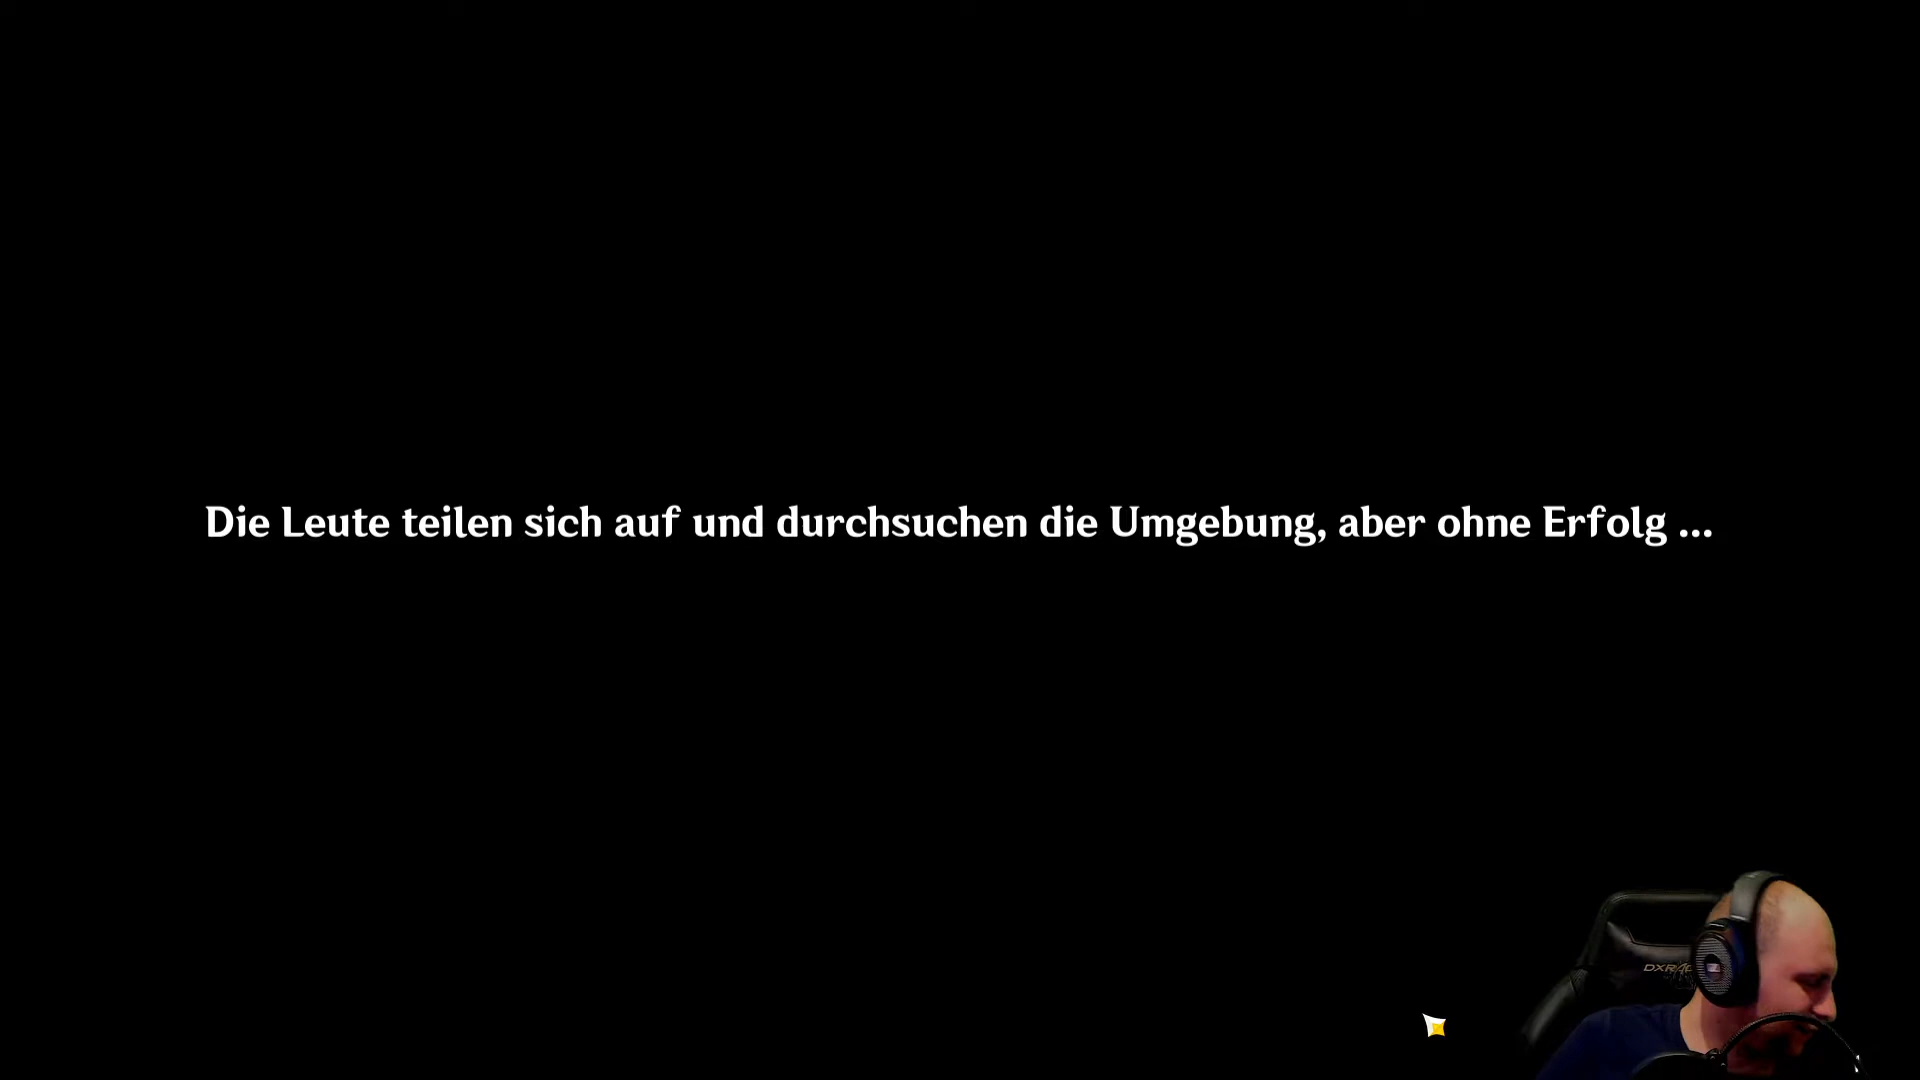 Die Leute teilen sich auf und durchsuchen die Umgebung, aber ohne Erfolg ...